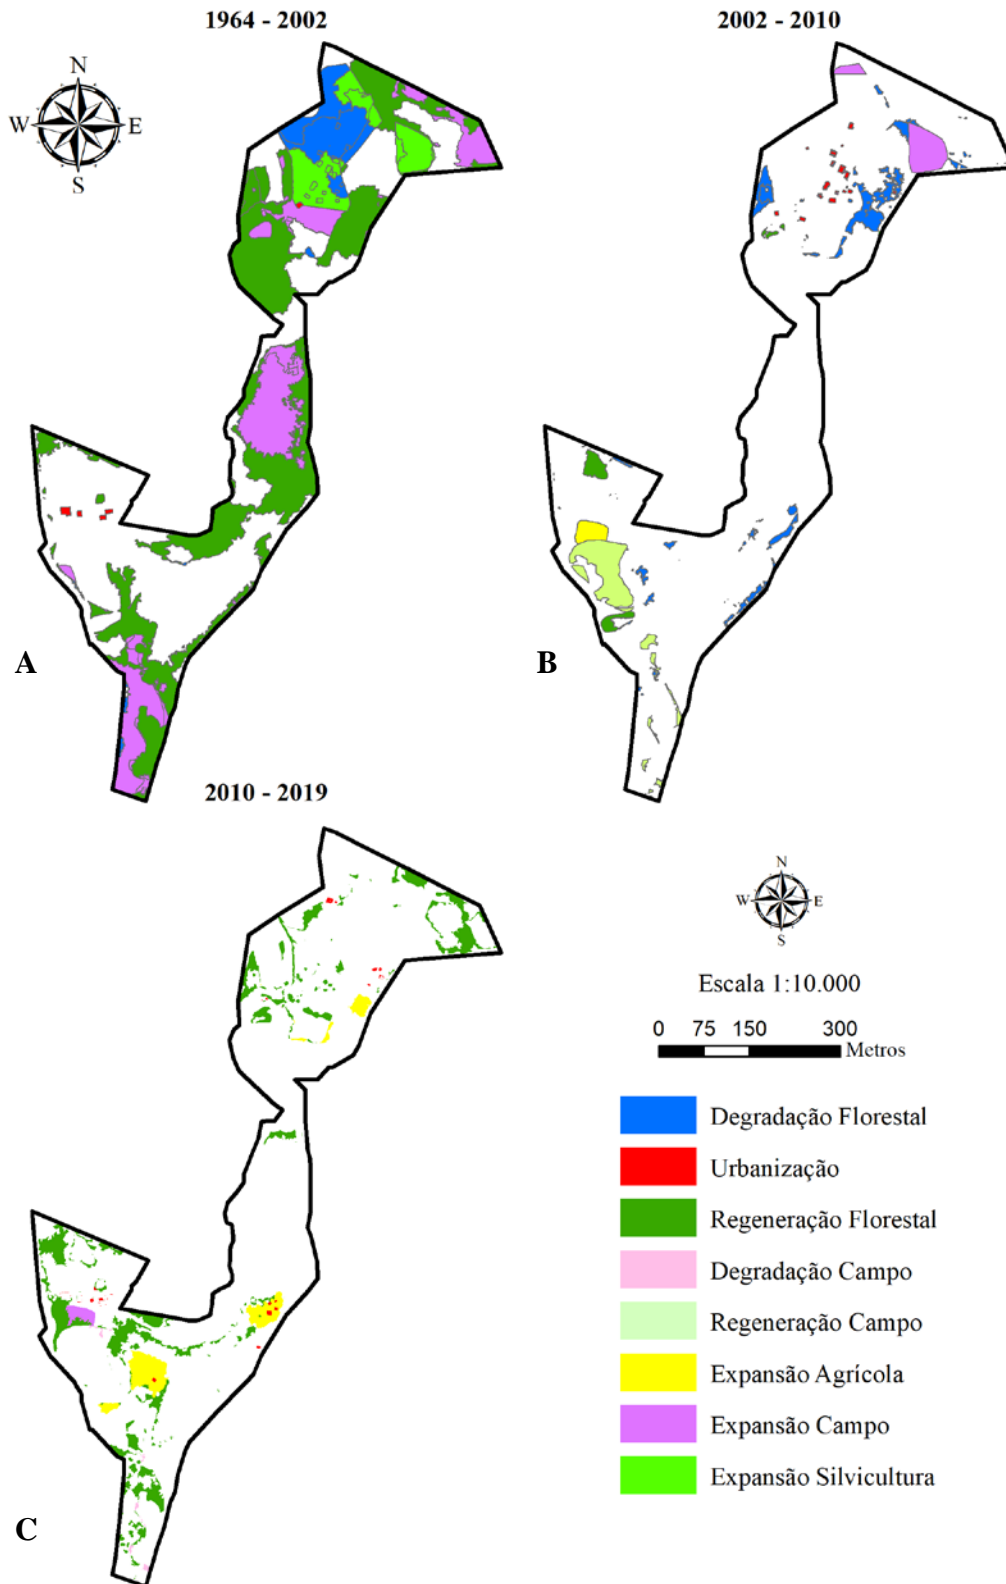 1964 - 2002
2002 - 2010
N
W E
S
A
B
2010 - 2019
N
W E
S
Escala 1:10.000
0 75 150 300
Metros
Degradação Florestal
Urbanização
Regeneração Florestal
Degradação Campo
Regeneração Campo
Expansão Agrícola
Expansão Campo
Expansão Silvicultura
C